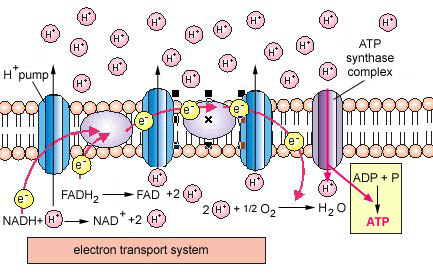 H⁺ H⁺ H⁺ H⁺ H⁺ H⁺ H⁺
H⁺ H⁺ H⁺ H⁺ H⁺ H⁺ H⁺ H⁺
ATP
synthase
complex
H⁺pump
e⁻ e⁻ e⁻ e⁻ e⁻ e⁻ e⁻
FADH₂ → FAD +2 H⁺
NADH+ H⁺ → NAD⁺ +2 H⁺
2 H⁺ + 1/2 O₂ → H₂O
H⁺
H⁺
ADP + P
ATP
electron transport system